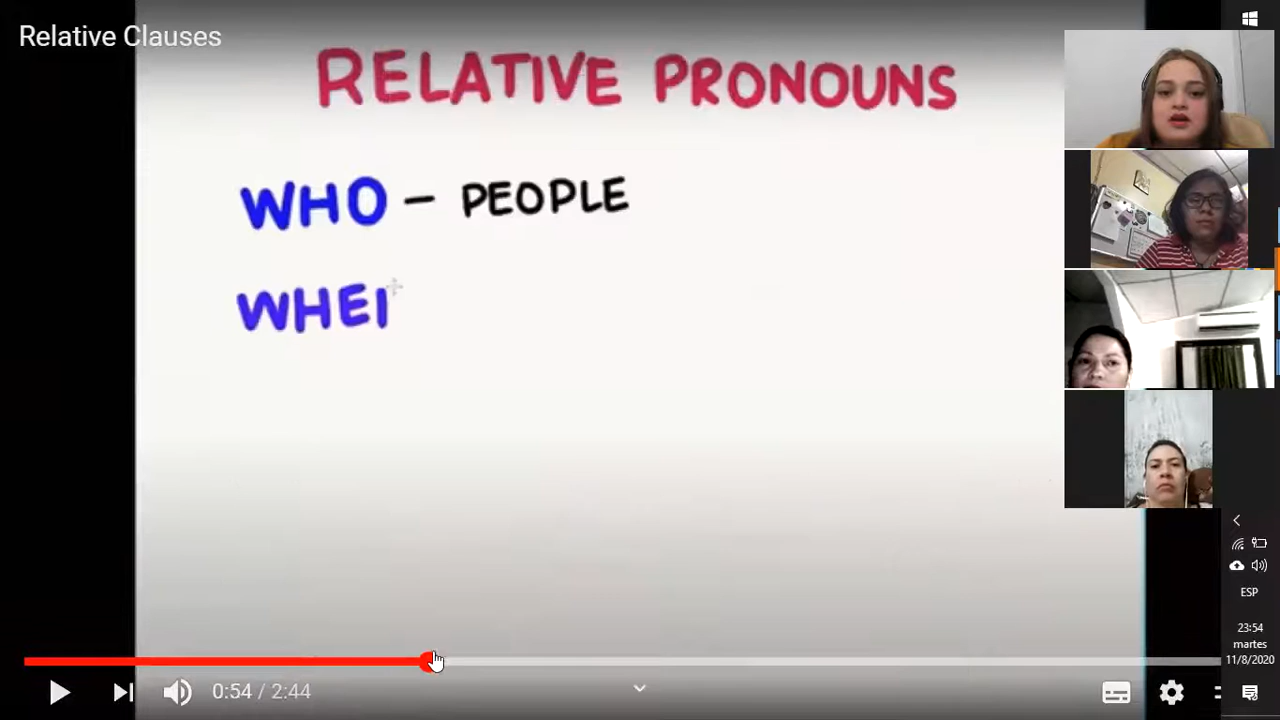 Relative Clauses
RELATIVE PRONOUNS
WHO - PEOPLE
WHEI
0:54 / 2:44
ESP
23:54
martes
11/8/2020